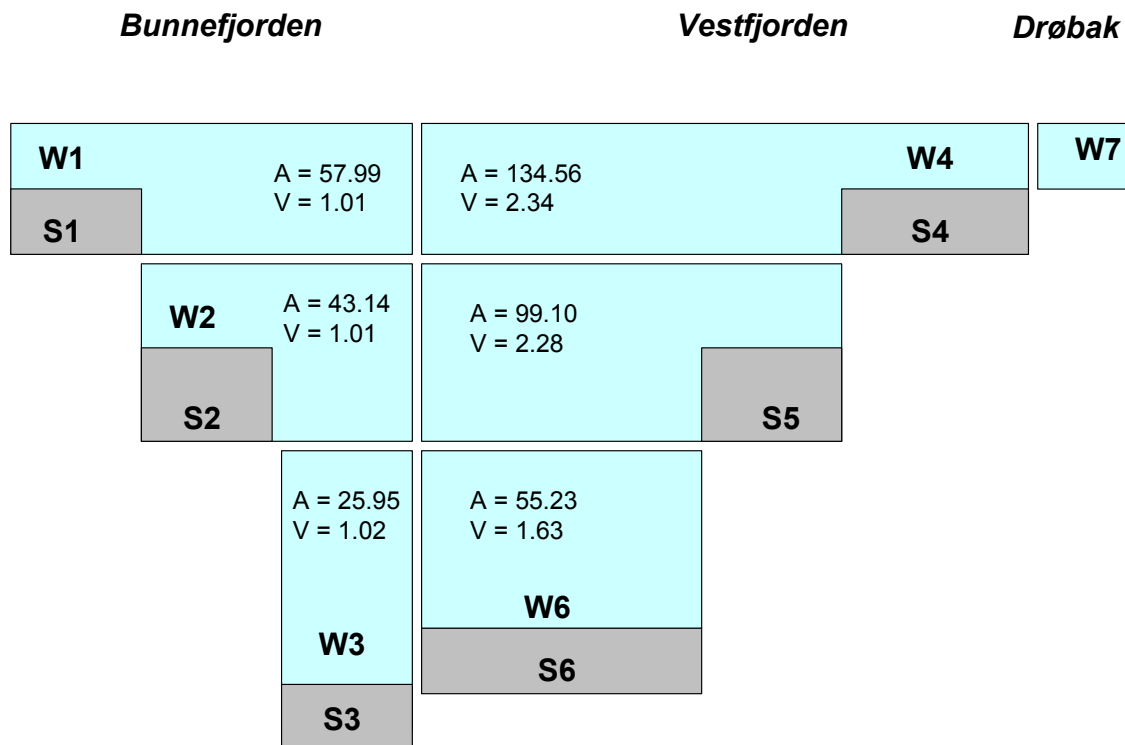 Bunnefjorden Vestfjorden Drøbak
W1 A = 57.99 A = 134.56 W4 W7
V = 1.01 V = 2.34
S1 S4
W2 A = 43.14 A = 99.10
V = 1.01 V = 2.28
S2 S5
A = 25.95 A = 55.23
V = 1.02 V = 1.63
W6
W3
S6
S3